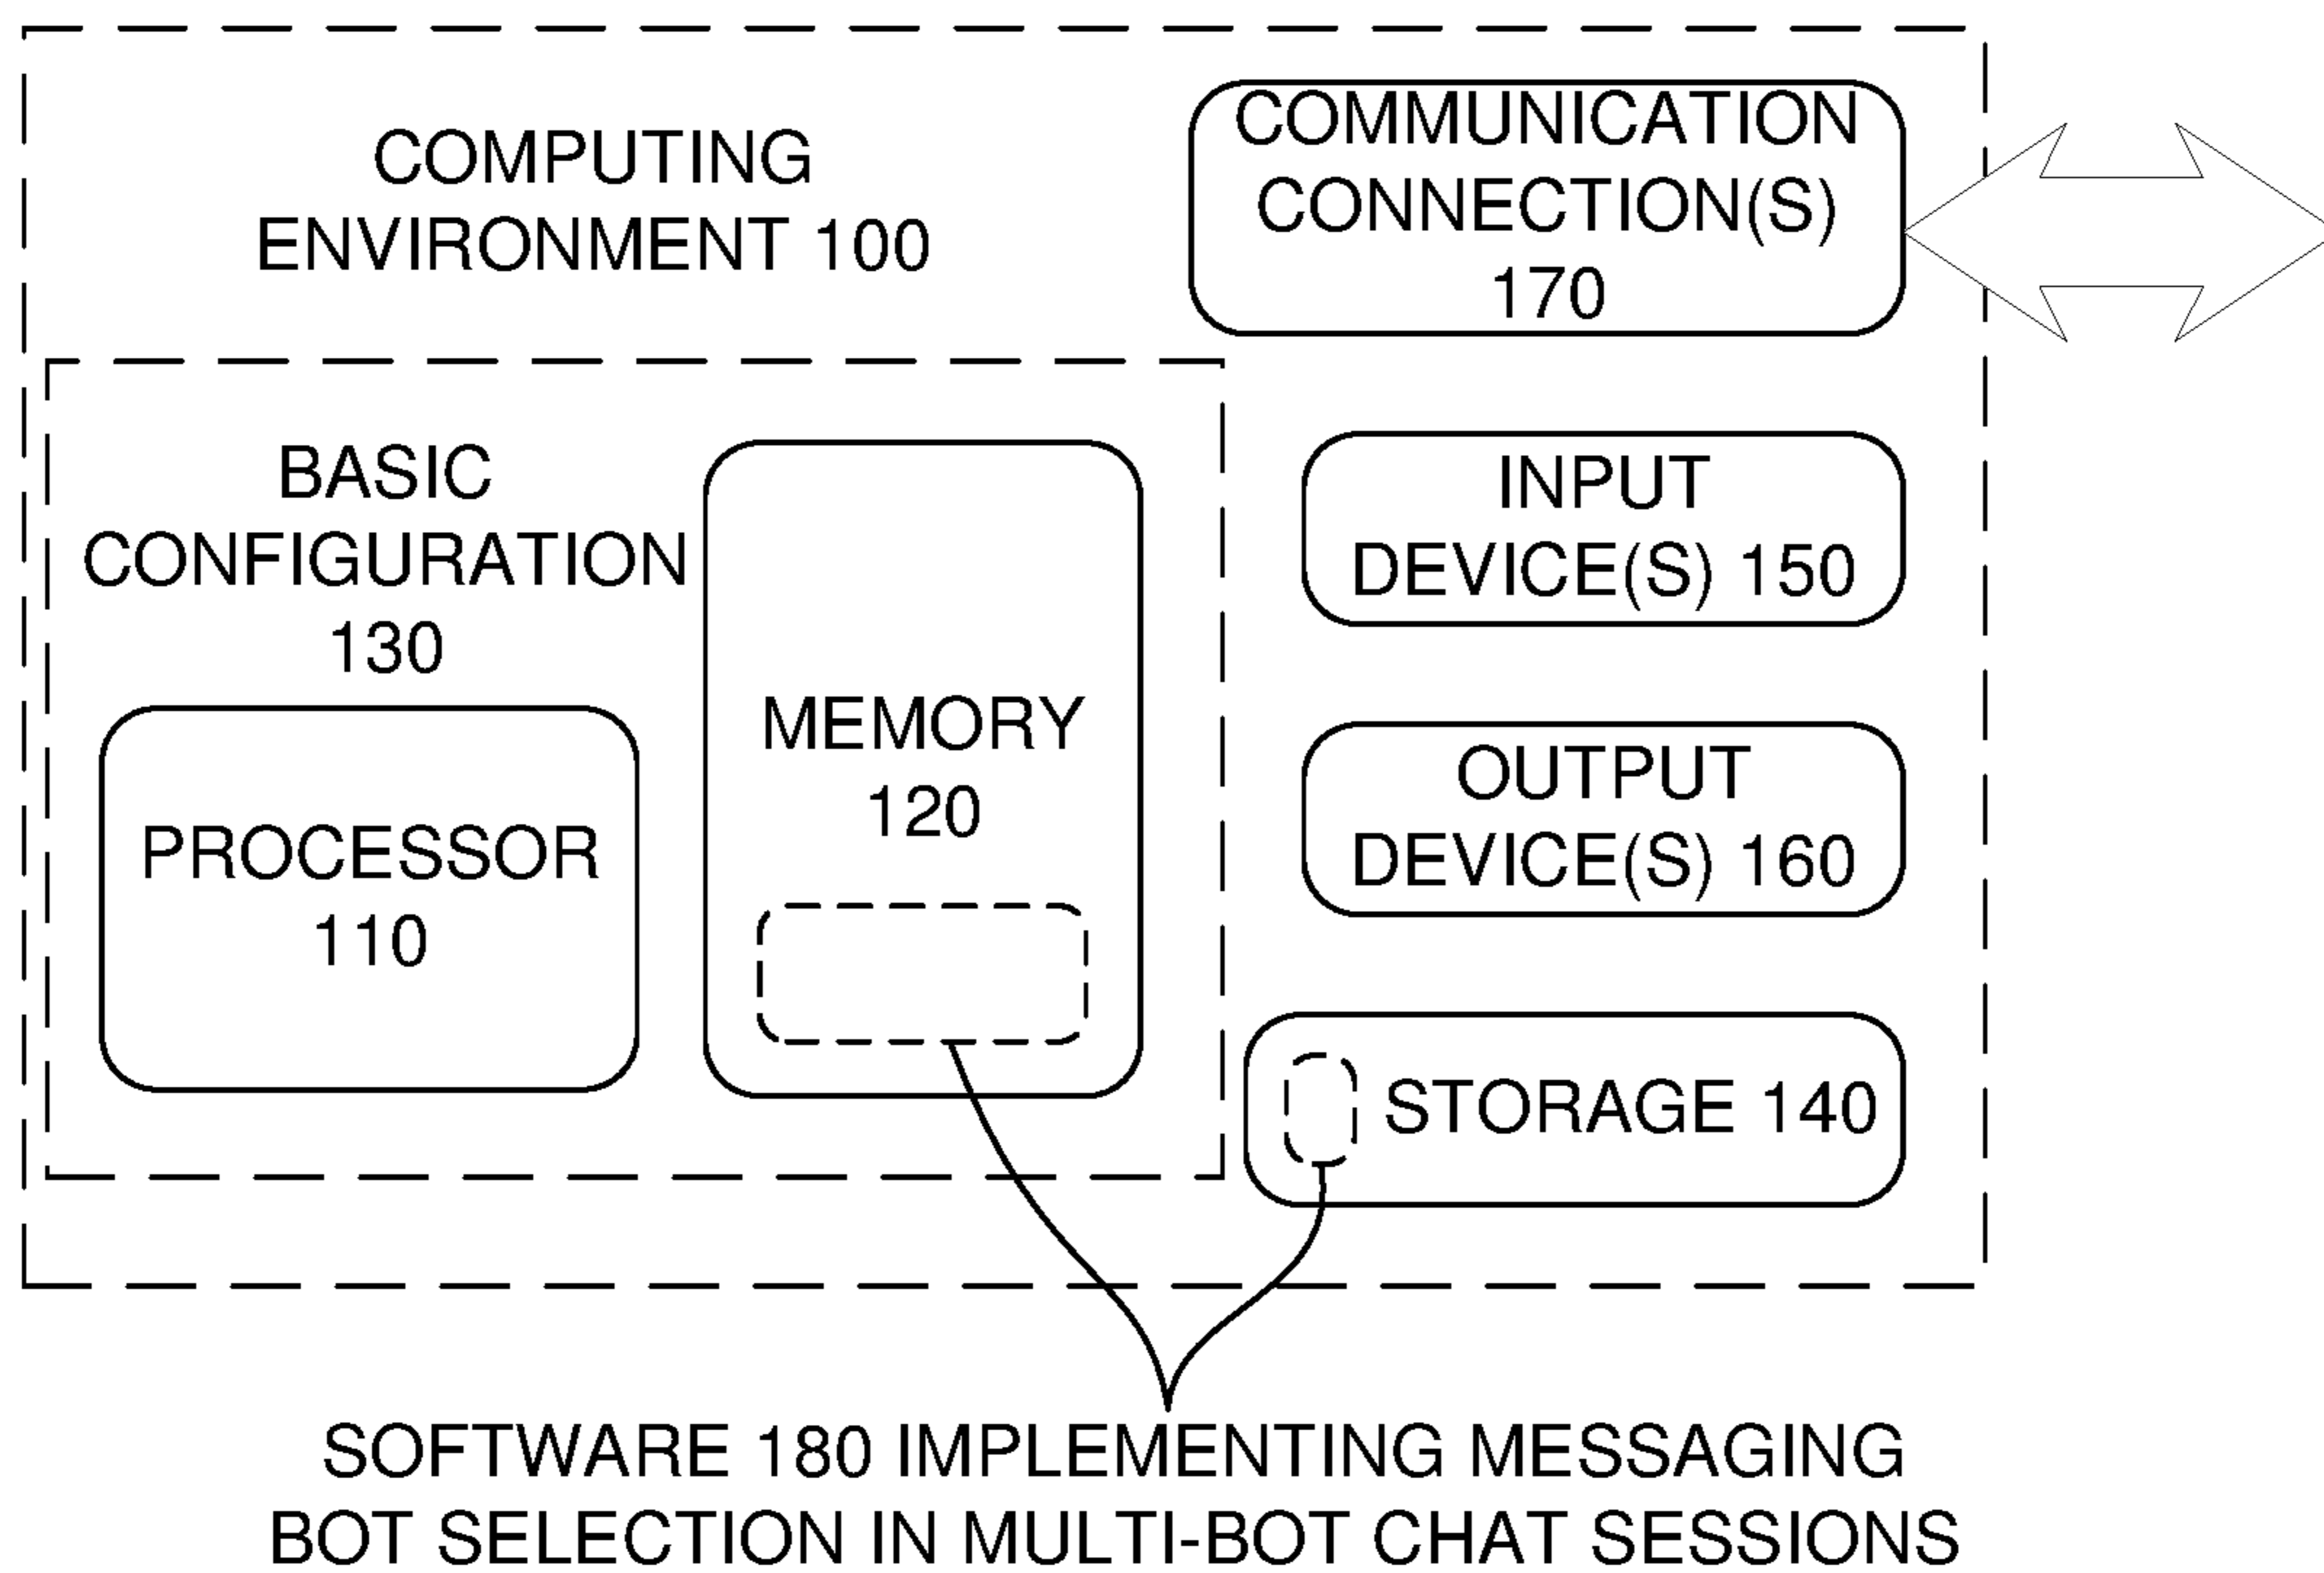 COMPUTING
ENVIRONMENT 100
COMMUNICATION
CONNECTION(S)
170
BASIC
CONFIGURATION
130
PROCESSOR
110
MEMORY
120
INPUT
DEVICE(S) 150
OUTPUT
DEVICE(S) 160
STORAGE 140
SOFTWARE 180 IMPLEMENTING MESSAGING
BOT SELECTION IN MULTI-BOT CHAT SESSIONS